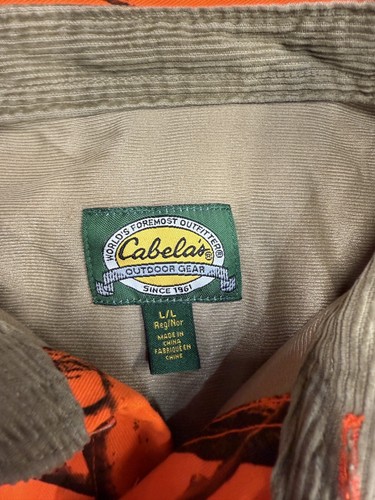 WORLD'S FOREMOST OUTFITTER®
Cabela's®
OUTDOOR GEAR
SINCE 1961
L/L
Reg/Nor
MADE IN
CHINA
FABRIQUÉ EN
CHINE